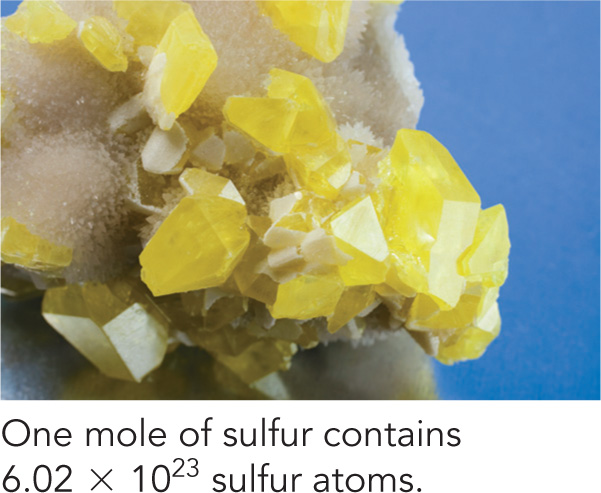 One mole of sulfur contains
6.02 × 10²³ sulfur atoms.